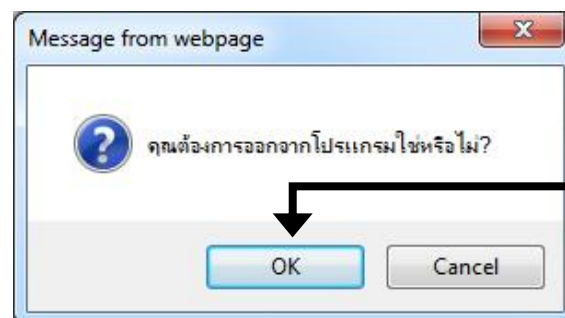 Message from webpage
คุณต้องการออกจากโปรแกรมใช่หรือไม่?
OK
Cancel